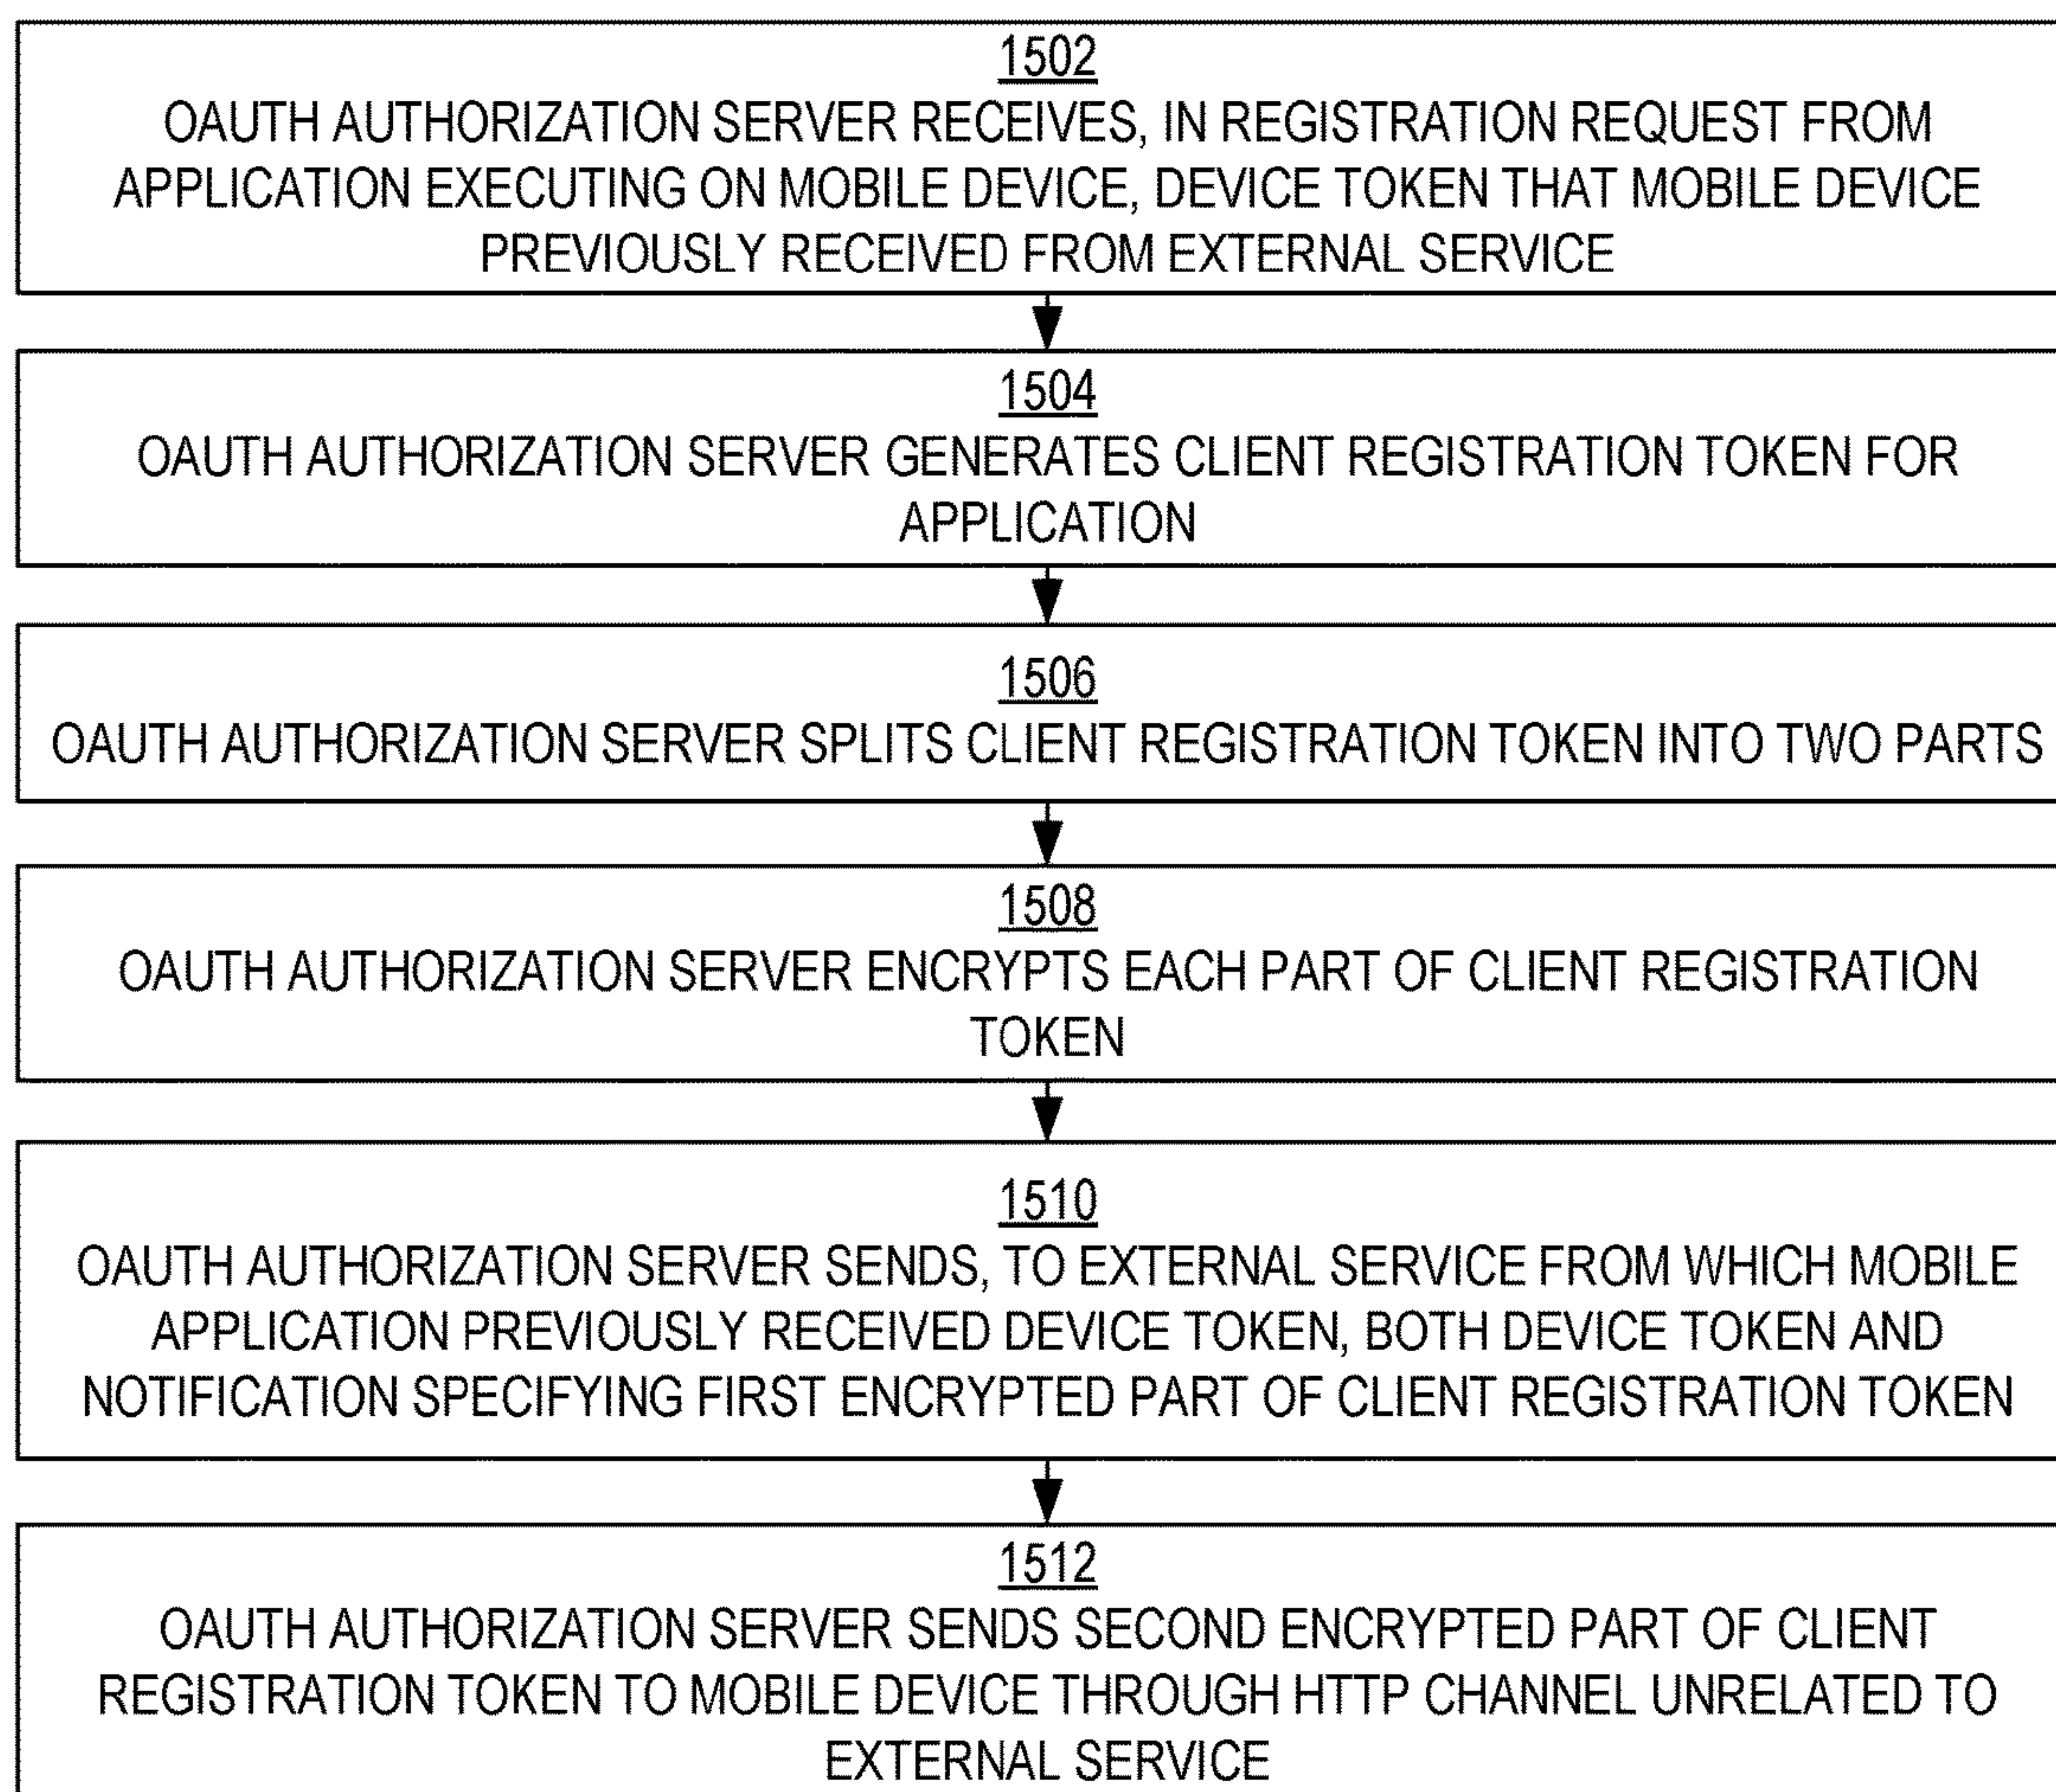 1502
OAUTH AUTHORIZATION SERVER RECEIVES, IN REGISTRATION REQUEST FROM
APPLICATION EXECUTING ON MOBILE DEVICE, DEVICE TOKEN THAT MOBILE DEVICE
PREVIOUSLY RECEIVED FROM EXTERNAL SERVICE
1504
OAUTH AUTHORIZATION SERVER GENERATES CLIENT REGISTRATION TOKEN FOR
APPLICATION
1506
OAUTH AUTHORIZATION SERVER SPLITS CLIENT REGISTRATION TOKEN INTO TWO PARTS
1508
OAUTH AUTHORIZATION SERVER ENCRYPTS EACH PART OF CLIENT REGISTRATION
TOKEN
1510
OAUTH AUTHORIZATION SERVER SENDS, TO EXTERNAL SERVICE FROM WHICH MOBILE
APPLICATION PREVIOUSLY RECEIVED DEVICE TOKEN, BOTH DEVICE TOKEN AND
NOTIFICATION SPECIFYING FIRST ENCRYPTED PART OF CLIENT REGISTRATION TOKEN
1512
OAUTH AUTHORIZATION SERVER SENDS SECOND ENCRYPTED PART OF CLIENT
REGISTRATION TOKEN TO MOBILE DEVICE THROUGH HTTP CHANNEL UNRELATED TO
EXTERNAL SERVICE